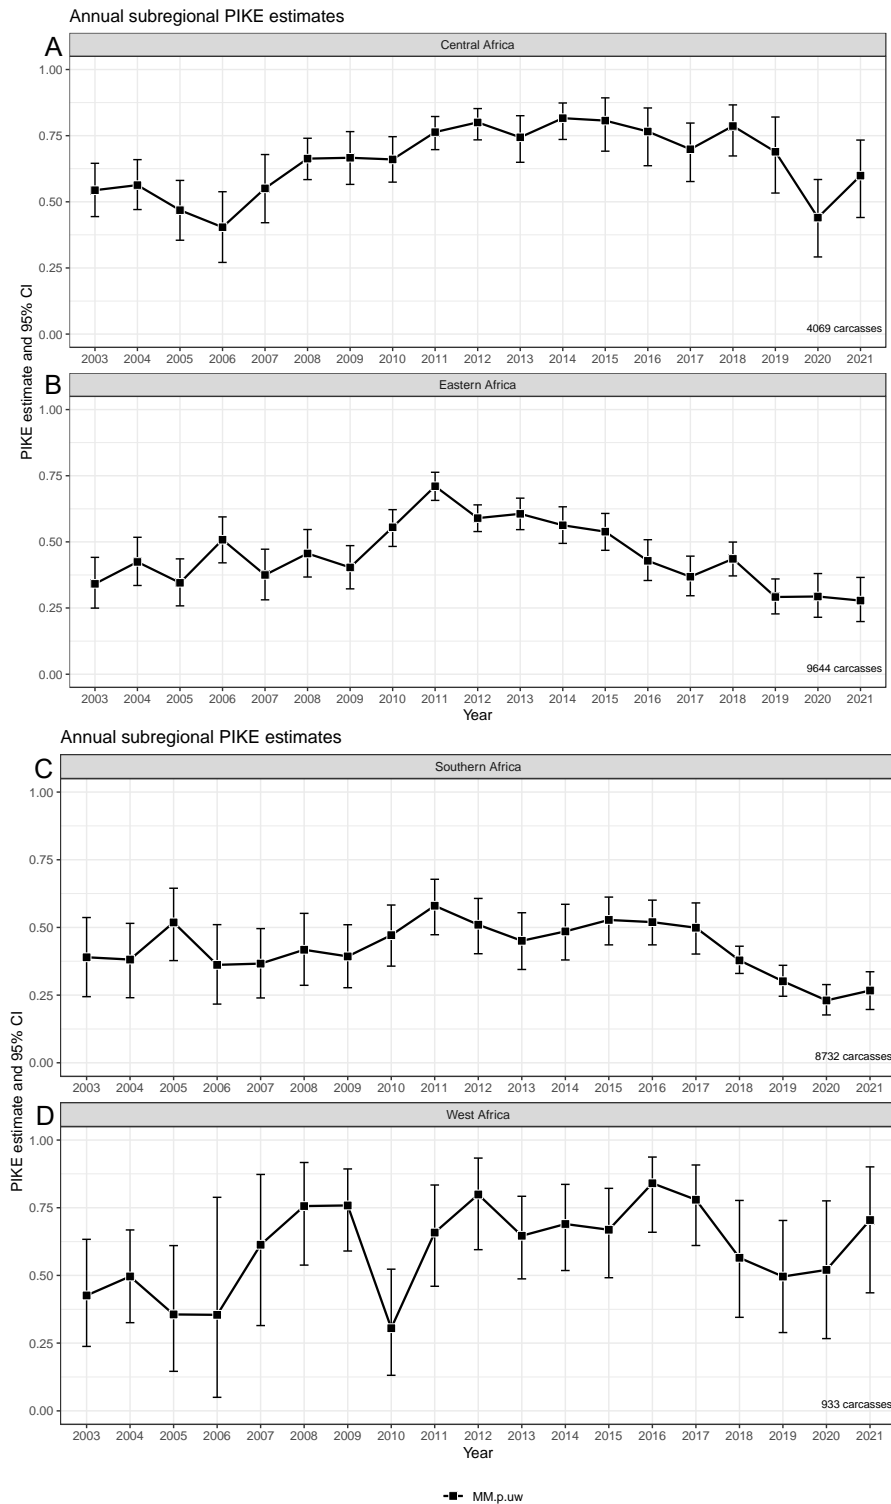 Annual subregional PIKE estimates
A
Central Africa
1.00
0.75
0.50
0.25
0.00
4069 carcasses
2003 2004 2005 2006 2007 2008 2009 2010 2011 2012 2013 2014 2015 2016 2017 2018 2019 2020 2021
PIKE estimate and 95% CI
B
Eastern Africa
1.00
0.75
0.50
0.25
0.00
9644 carcasses
2003 2004 2005 2006 2007 2008 2009 2010 2011 2012 2013 2014 2015 2016 2017 2018 2019 2020 2021
Year
Annual subregional PIKE estimates
C
Southern Africa
1.00
0.75
0.50
0.25
0.00
8732 carcasses
2003 2004 2005 2006 2007 2008 2009 2010 2011 2012 2013 2014 2015 2016 2017 2018 2019 2020 2021
PIKE estimate and 95% CI
D
West Africa
1.00
0.75
0.50
0.25
0.00
933 carcasses
2003 2004 2005 2006 2007 2008 2009 2010 2011 2012 2013 2014 2015 2016 2017 2018 2019 2020 2021
Year
MM.p.uw